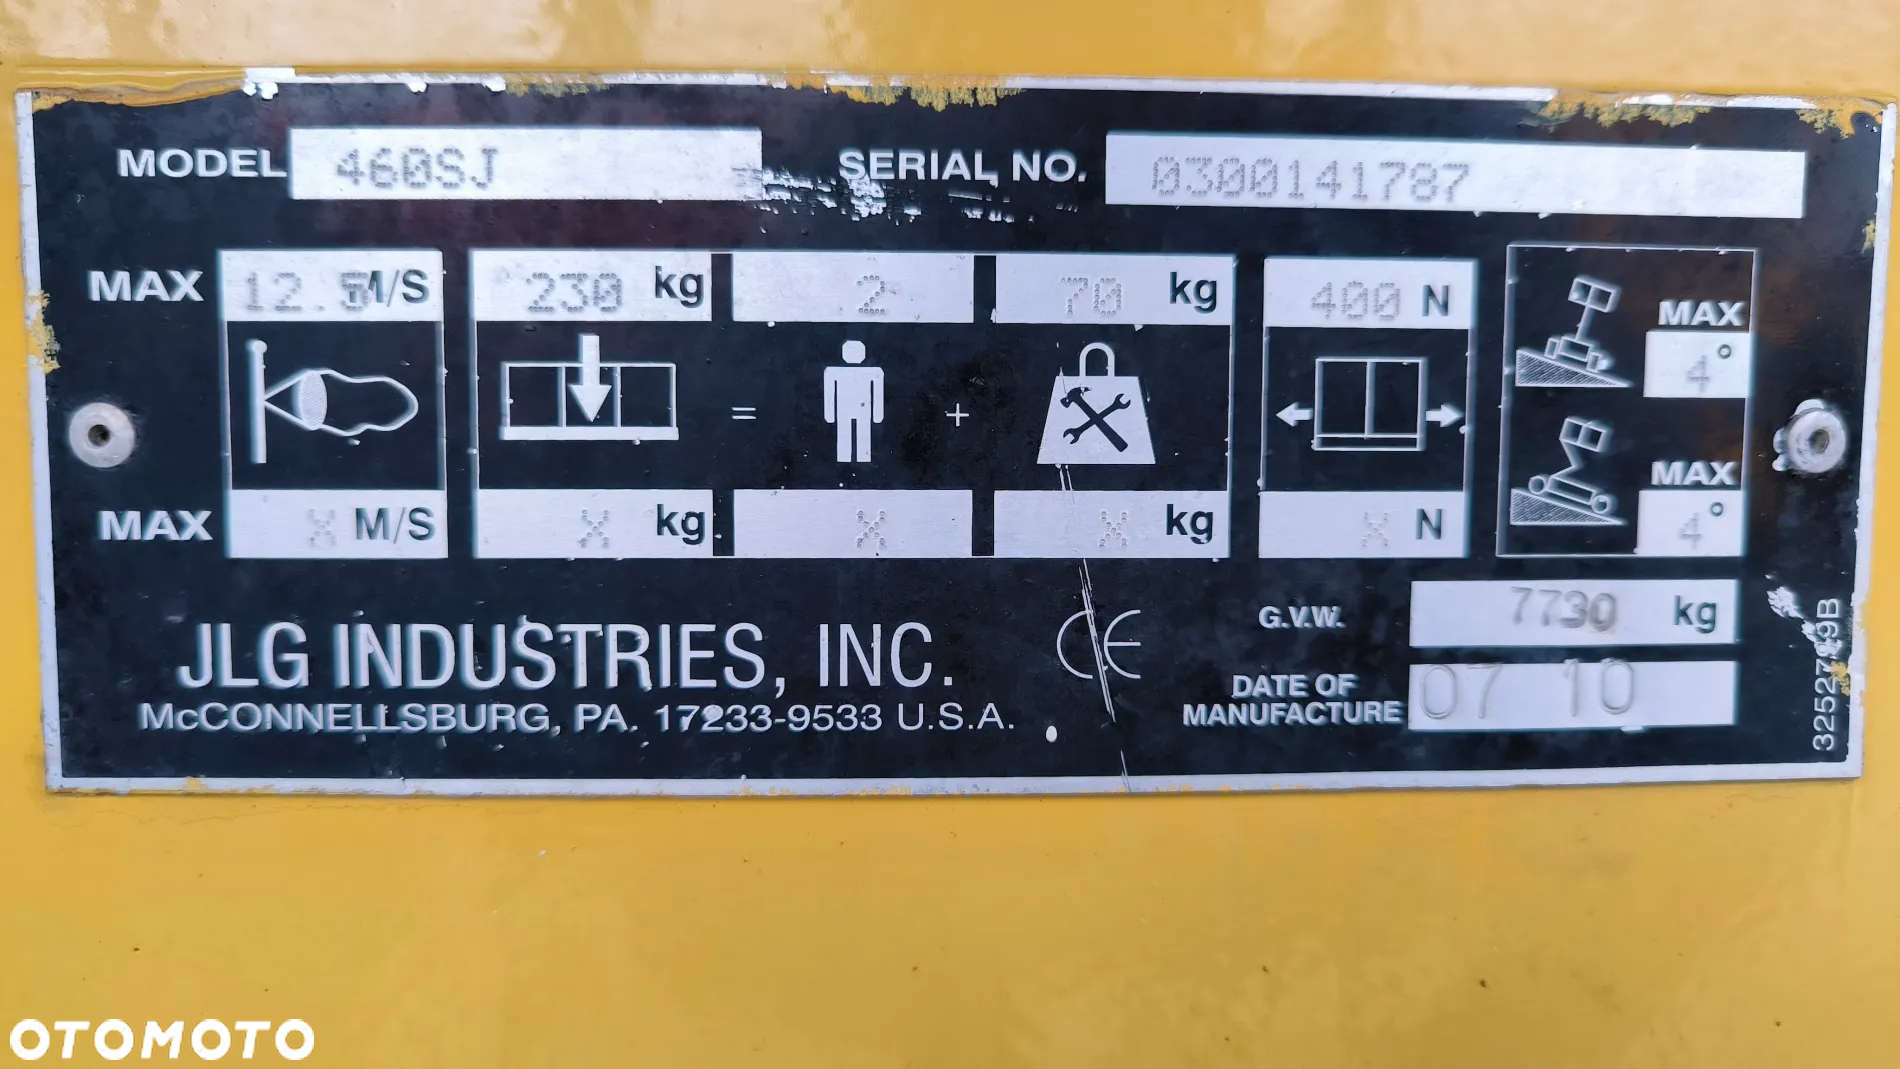 MODEL 460SJ SERIAL NO. 0300141787
MAX 12.5 M/S 230 kg 2 70 kg 400 N
MAX 4°
= +
MAX 4°
MAX X M/S X kg X X kg X N
G.V.W. 7730 kg
JLG INDUSTRIES, INC. CE
McCONNELLSBURG, PA. 17233-9533 U.S.A.
DATE OF
MANUFACTURE 07 10
OTOMOTO